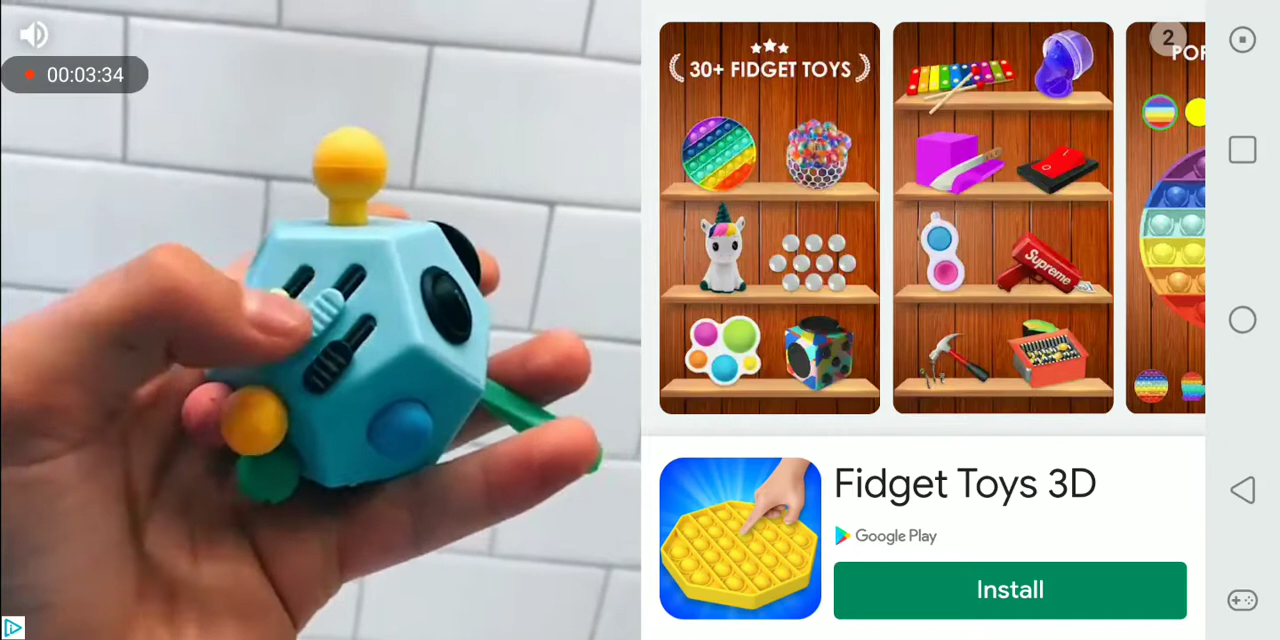 00:03:34
30+ FIDGET TOYS
Supreme
2
POP
Fidget Toys 3D
Google Play
Install